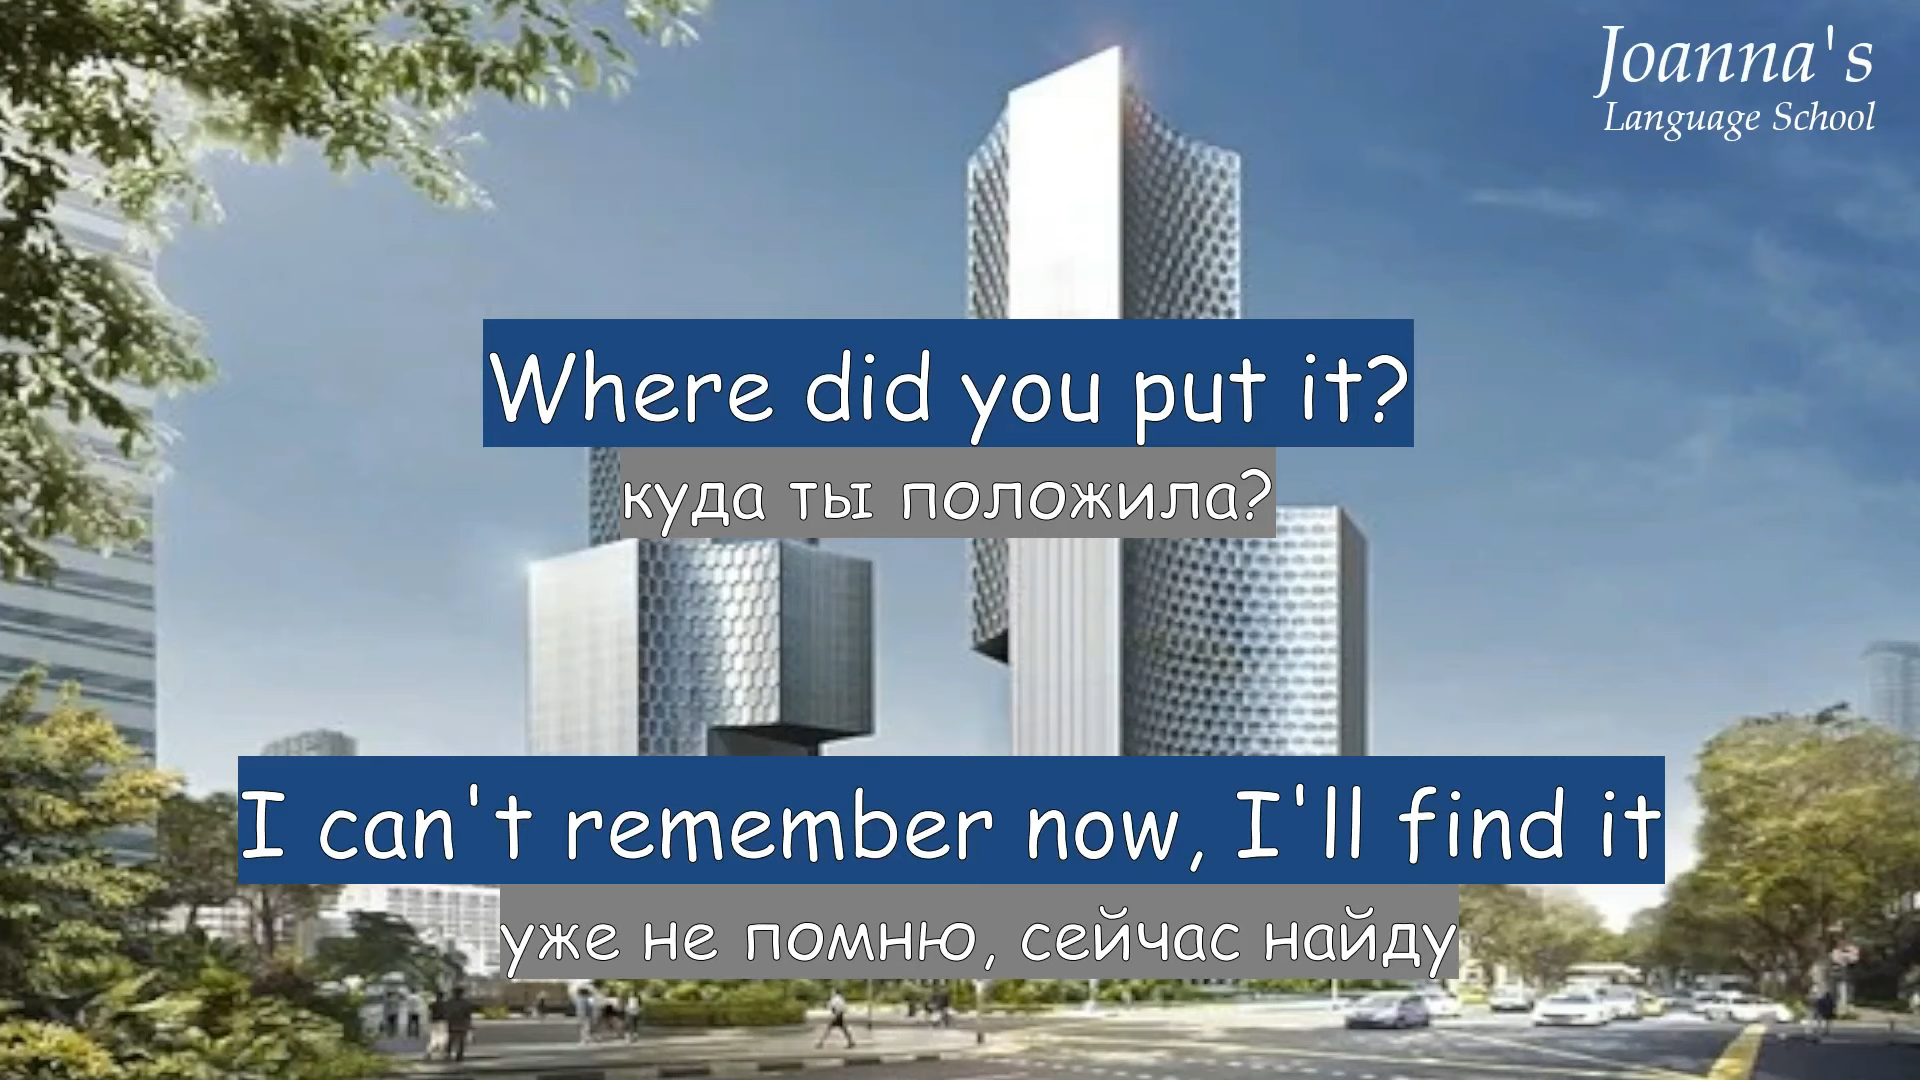 Joanna's
Language School
Where did you put it?
куда ты положила?
I can't remember now, I'll find it
уже не помню, сейчас найду